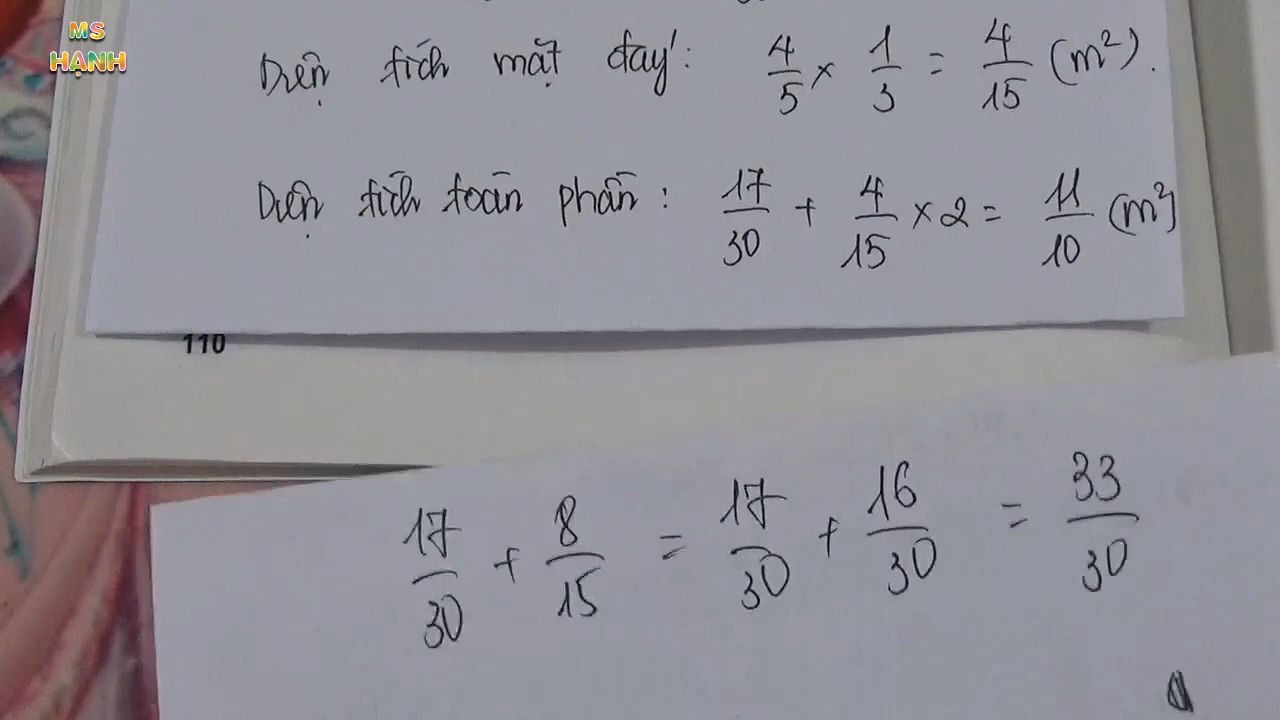 MS
HẠNH
Diện tích mặt đáy: 4/5 × 1/3 = 4/15 (m²).
Diện tích toàn phần: 17/30 + 4/15 × 2 = 11/10 (m²)
110
17/30 + 8/15 = 17/30 + 16/30 = 33/30